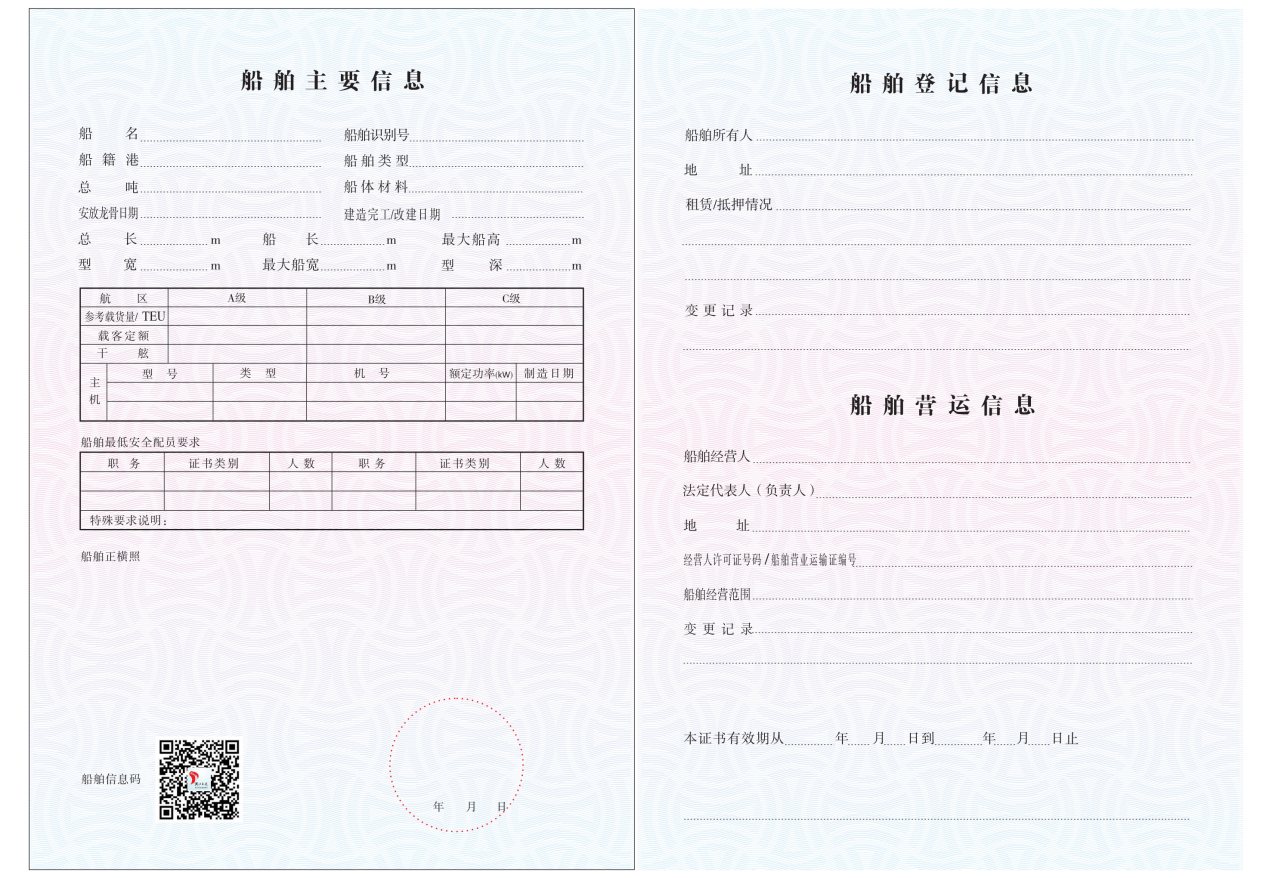 船舶主要信息
船名 船舶识别号
船籍港 船舶类型
总吨 船体材料
安放龙骨日期 建造完工/改建日期
总长 m 船长 m 最大船高 m
型宽 m 最大船宽 m 型深 m
航区 A级 B级 C级
参考载货量/TEU
载客定额
干舷
主机 型号 类型 机号 额定功率(kW) 制造日期
船舶最低安全配员要求
职务 证书类别 人数 职务 证书类别 人数
特殊要求说明：
船舶正横照
船舶信息码
年 月 日
船舶登记信息
船舶所有人
地址
租赁/抵押情况
变更记录
船舶营运信息
船舶经营人
法定代表人（负责人）
地址
经营人许可证号码/船舶营业运输证编号
船舶经营范围
变更记录
本证书有效期从 年 月 日到 年 月 日止